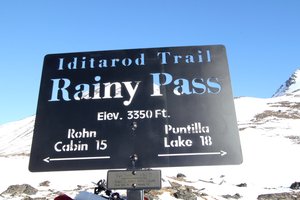 Iditarod Trail
Rainy Pass
Elev. 3350 Ft.
Rohn Cabin 15
Puntilla Lake 18